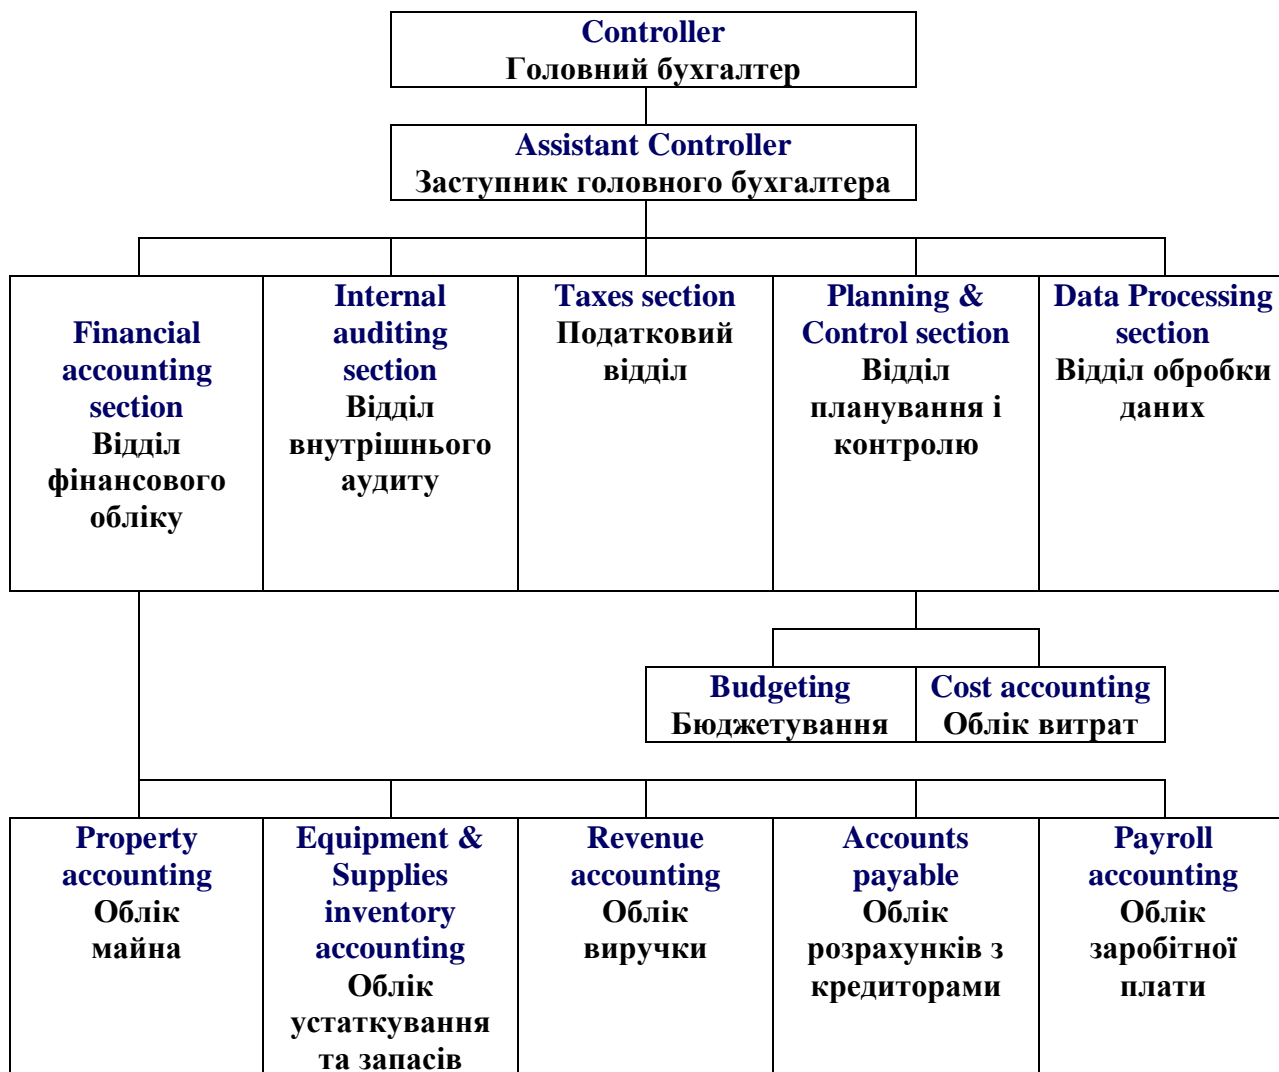 Controller
Головний бухгалтер
Assistant Controller
Заступник головного бухгалтера
Financial
accounting
section
Відділ
фінансового
обліку
Internal
auditing
section
Відділ
внутрішнього
аудиту
Taxes section
Податковий
відділ
Planning &
Control section
Відділ
планування і
контролю
Data Processing
section
Відділ обробки
даних
Budgeting
Бюджетування
Cost accounting
Облік витрат
Property
accounting
Облік
майна
Equipment &
Supplies
inventory
accounting
Облік
устаткування
та запасів
Revenue
accounting
Облік
виручки
Accounts
payable
Облік
розрахунків з
кредиторами
Payroll
accounting
Облік
заробітної
плати